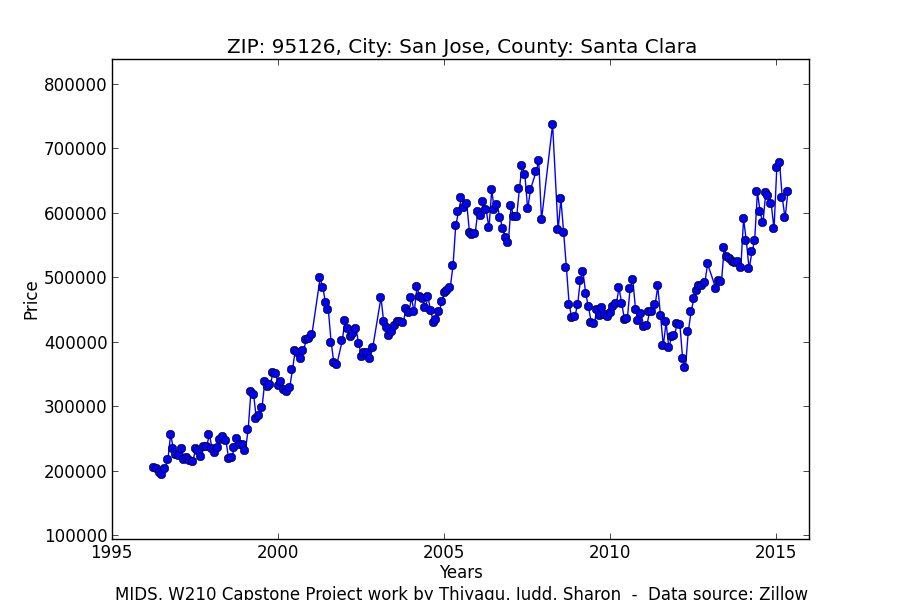 ZIP: 95126, City: San Jose, County: Santa Clara
800000
700000
600000
500000
400000
300000
200000
100000
Price
1995 2000 2005 2010 2015
Years
MIDS, W210 Capstone Project work by Thiyagu, Judd, Sharon - Data source: Zillow